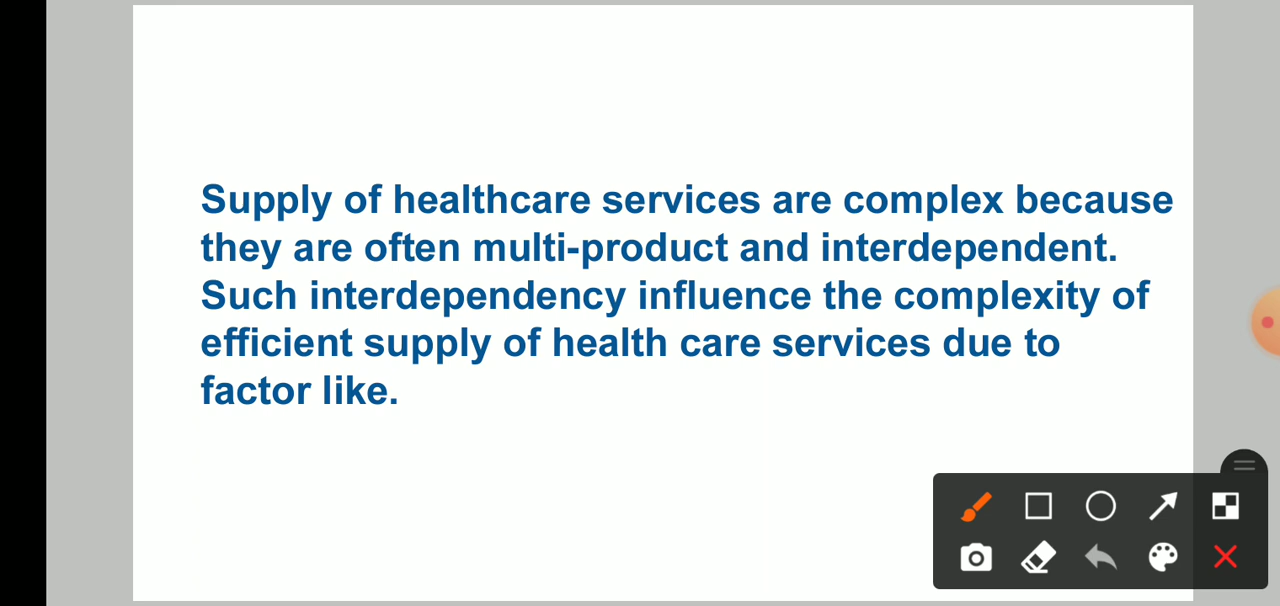 Supply of healthcare services are complex because
they are often multi-product and interdependent.
Such interdependency influence the complexity of
efficient supply of health care services due to
factor like.